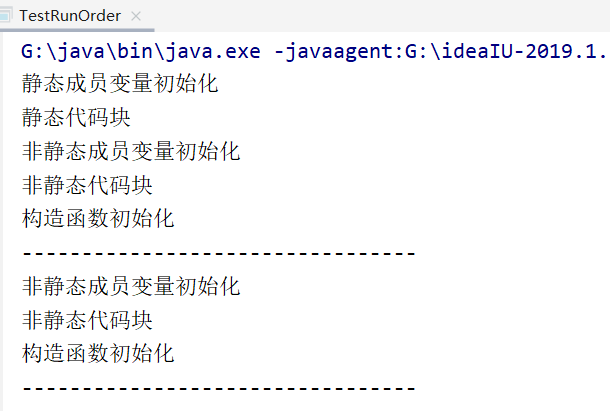 TestRunOrder ×
G:\java\bin\java.exe -javaagent:G:\ideaIU-2019.1.
静态成员变量初始化
静态代码块
非静态成员变量初始化
非静态代码块
构造函数初始化
---------------------------------
非静态成员变量初始化
非静态代码块
构造函数初始化
---------------------------------